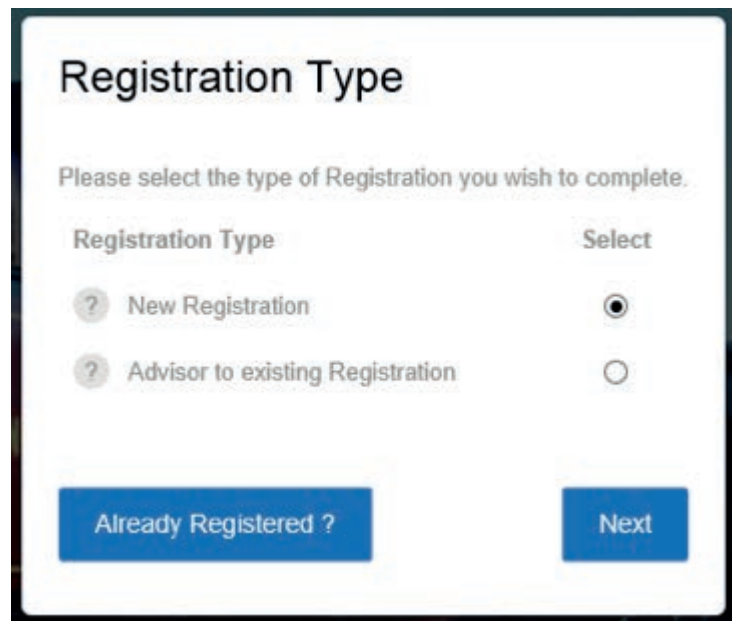 Registration Type
Please select the type of Registration you wish to complete.
Registration Type Select
? New Registration
? Advisor to existing Registration
Already Registered ? Next